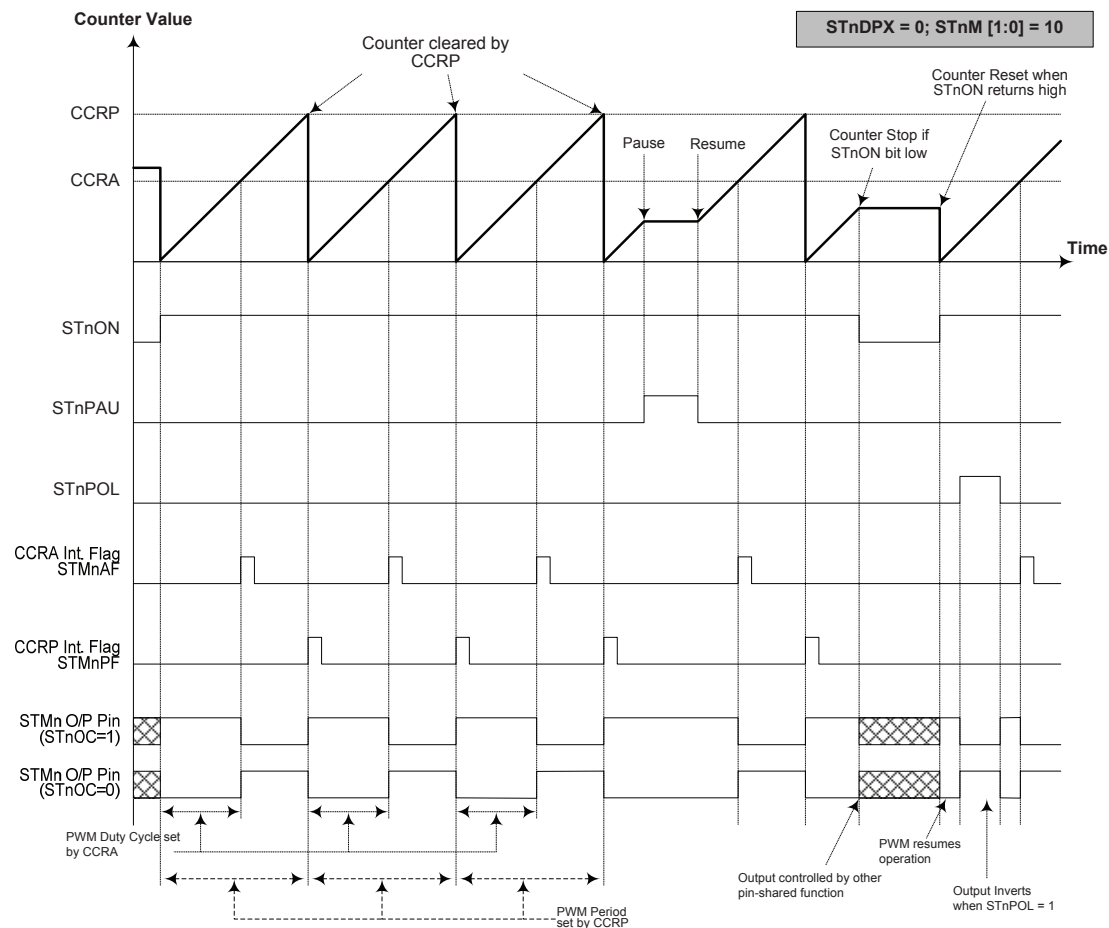 Counter Value
STnDPX = 0; STnM [1:0] = 10
Counter cleared by
CCRP
Counter Reset when
STnON returns high
CCRP
Pause
Resume
Counter Stop if
STnON bit low
CCRA
Time
STnON
STnPAU
STnPOL
CCRA Int. Flag
STMnAF
CCRP Int. Flag
STMnPF
STMn O/P Pin
(STnOC=1)
STMn O/P Pin
(STnOC=0)
PWM Duty Cycle set
by CCRA
PWM resumes
operation
Output controlled by other
pin-shared function
Output Inverts
when STnPOL = 1
PWM Period
set by CCRP